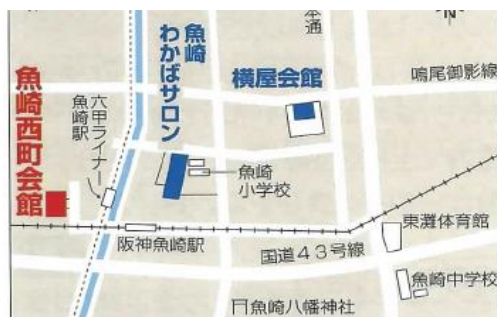 本通
N
魚崎
わかばサロン
横屋会館
鳴尾御影線
魚崎西町会館
六甲ライナー
魚崎駅
魚崎
小学校
阪神魚崎駅
国道43号線
東灘体育館
魚崎中学校
魚崎八幡神社